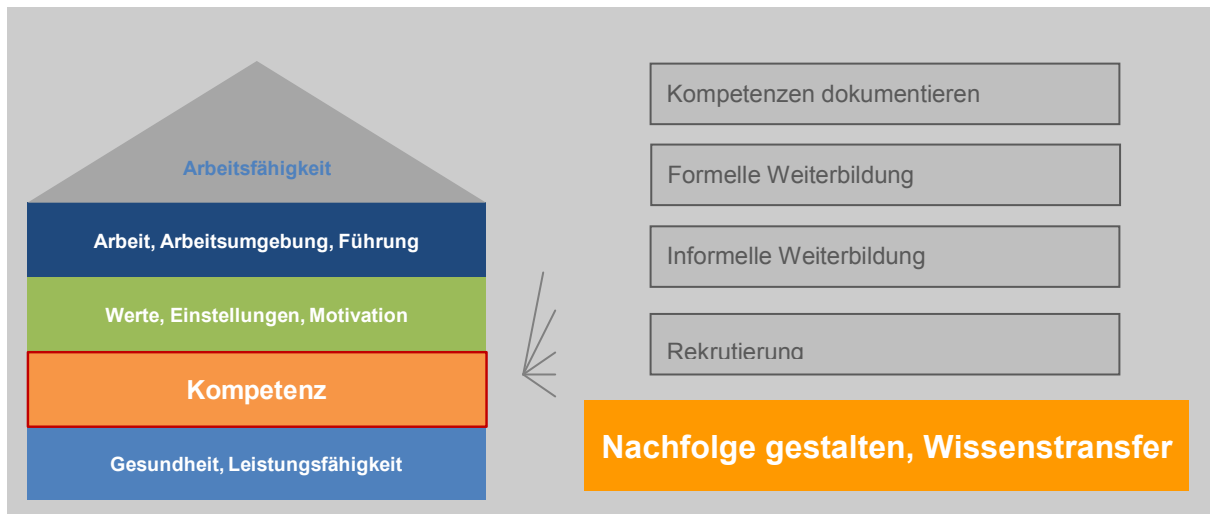 Arbeitsfähigkeit
Arbeit, Arbeitsumgebung, Führung
Werte, Einstellungen, Motivation
Kompetenz
Gesundheit, Leistungsfähigkeit
Kompetenzen dokumentieren
Formelle Weiterbildung
Informelle Weiterbildung
Rekrutierung
Nachfolge gestalten, Wissenstransfer